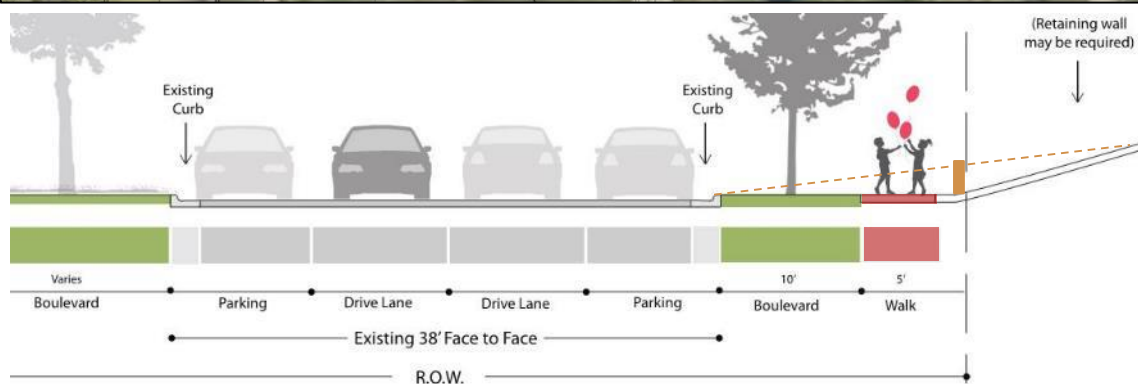 (Retaining wall
may be required)
Existing
Curb
Existing
Curb
Varies
10'
5'
Boulevard
Parking
Drive Lane
Drive Lane
Parking
Boulevard
Walk
Existing 38' Face to Face
R.O.W.